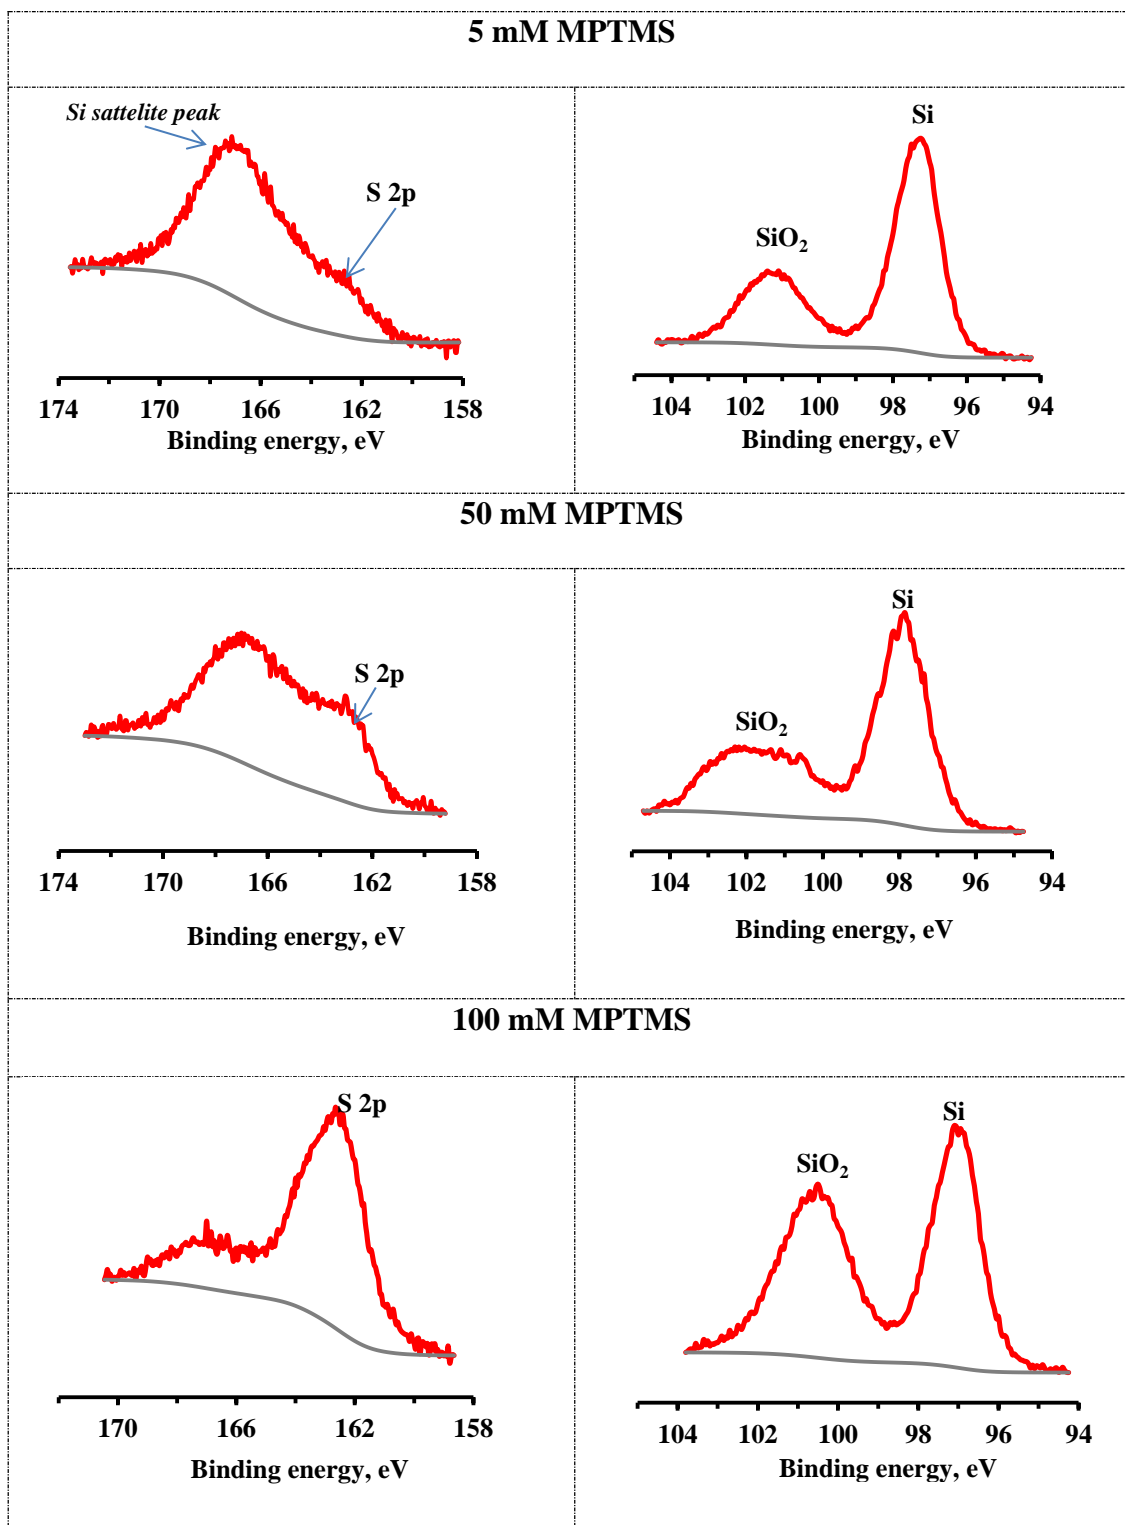 5 mM MPTMS
Si sattelite peak
S 2p
174 170 166 162 158
Binding energy, eV
Si
SiO₂
104 102 100 98 96 94
Binding energy, eV
50 mM MPTMS
S 2p
174 170 166 162 158
Binding energy, eV
Si
SiO₂
104 102 100 98 96 94
Binding energy, eV
100 mM MPTMS
S 2p
170 166 162 158
Binding energy, eV
Si
SiO₂
104 102 100 98 96 94
Binding energy, eV